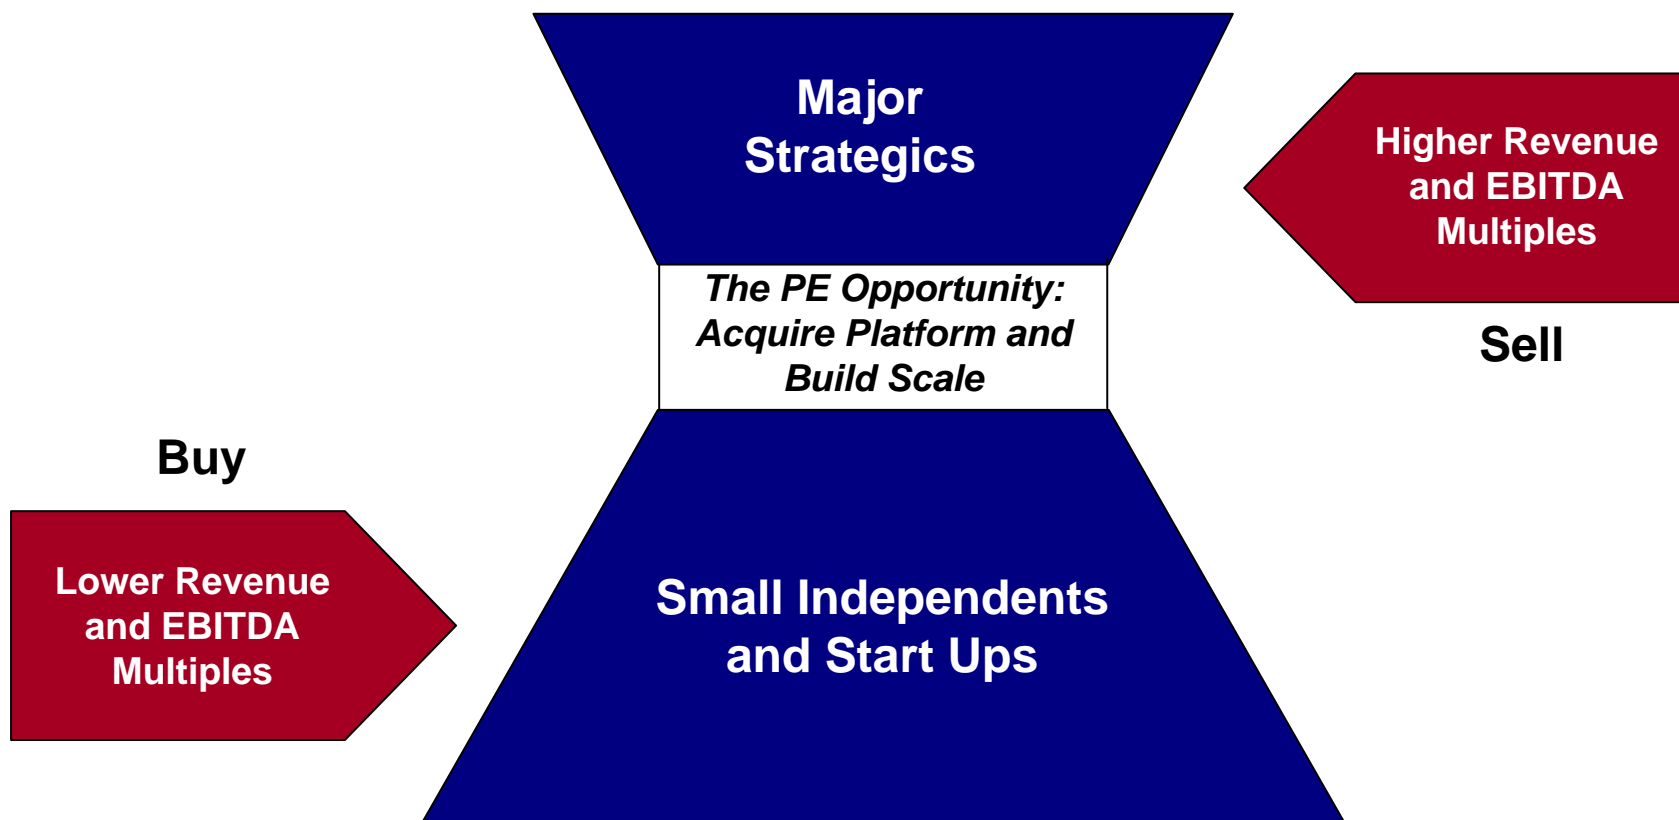 Major
Strategics
Higher Revenue
and EBITDA
Multiples
Sell
The PE Opportunity:
Acquire Platform and
Build Scale
Buy
Lower Revenue
and EBITDA
Multiples
Small Independents
and Start Ups